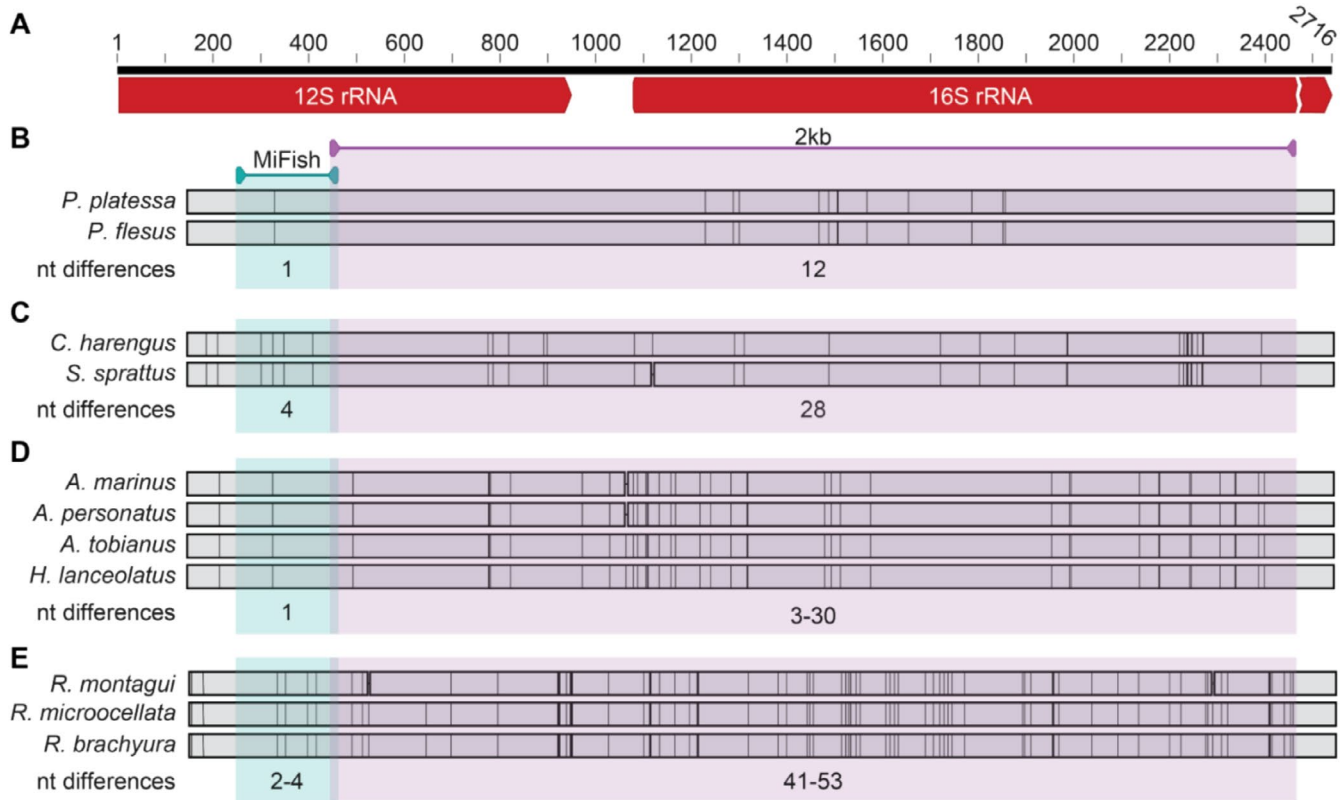 A
1 200 400 600 800 1000 1200 1400 1600 1800 2000 2200 2400 2716
12S rRNA 16S rRNA
B
MiFish 2kb
P. platessa
P. flesus
nt differences 1 12
C
C. harengus
S. sprattus
nt differences 4 28
D
A. marinus
A. personatus
A. tobianus
H. lanceolatus
nt differences 1 3-30
E
R. montagui
R. microocellata
R. brachyura
nt differences 2-4 41-53